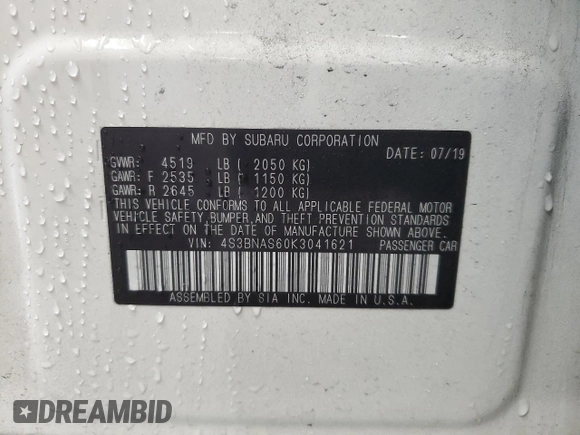 MFD BY SUBARU CORPORATION
DATE: 07/19
GVWR: 4519 LB ( 2050 KG)
GAWR: F 2535 LB ( 1150 KG)
GAWR: R 2645 LB ( 1200 KG)
THIS VEHICLE CONFORMS TO ALL APPLICABLE FEDERAL MOTOR
VEHICLE SAFETY, BUMPER, AND THEFT PREVENTION STANDARDS
IN EFFECT ON THE DATE OF MANUFACTURE SHOWN ABOVE.
VIN: 4S3BNAS60K3041621 PASSENGER CAR
ASSEMBLED BY SIA INC. MADE IN U.S.A.
DREAMBID